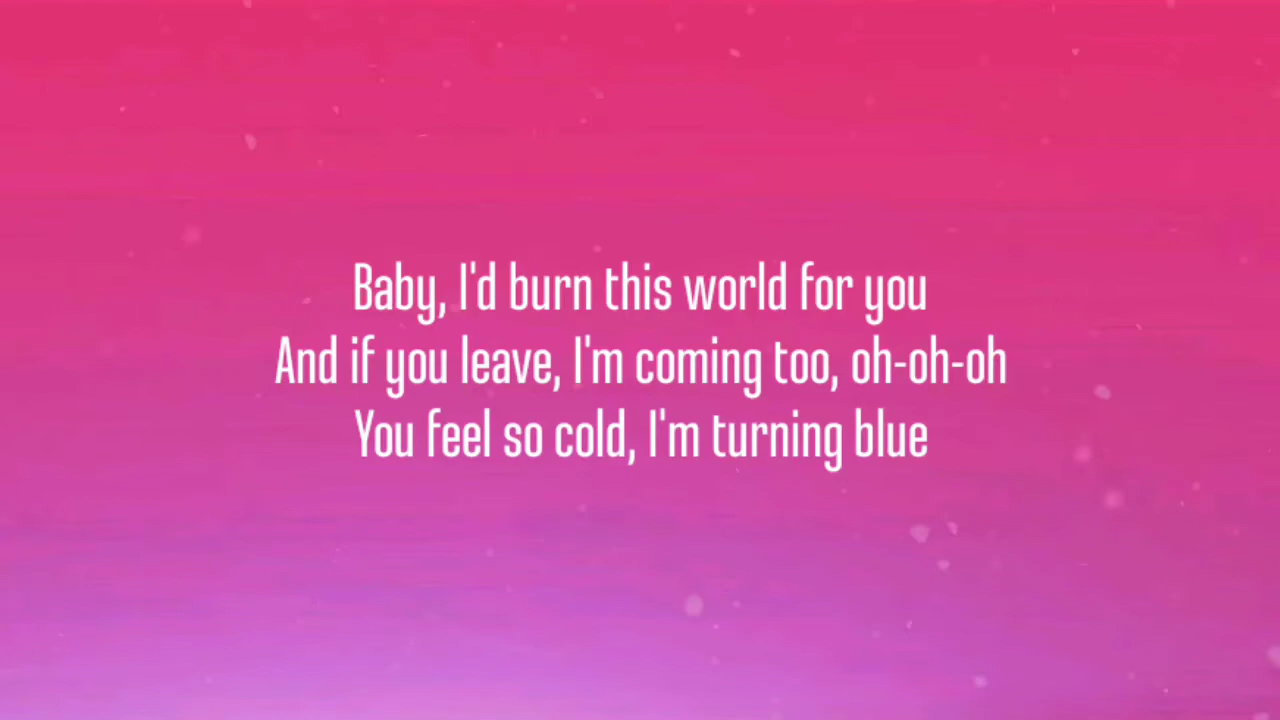 Baby, I'd burn this world for you
And if you leave, I'm coming too, oh-oh-oh
You feel so cold, I'm turning blue